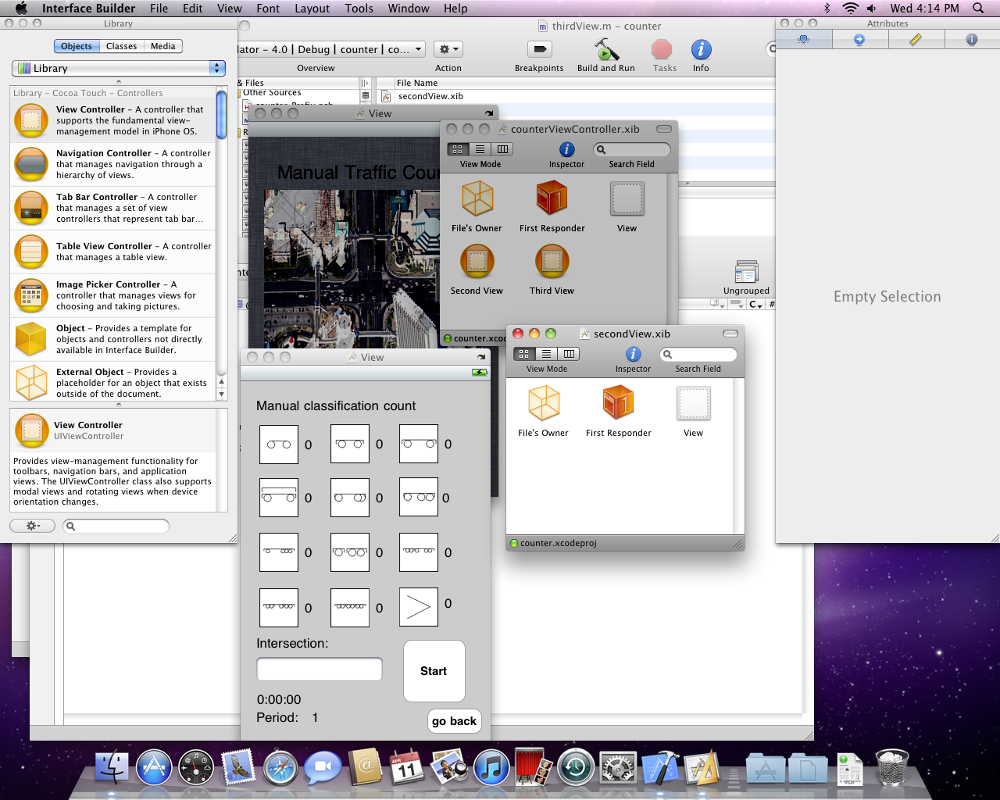 Interface Builder File Edit View Font Layout Tools Window Help Wed 4:14 PM
Library
Objects Classes Media
Library
Library – Cocoa Touch – Controllers
View Controller – A controller that
supports the fundamental view-
management model in iPhone OS.
Navigation Controller – A controller
that manages navigation through a
hierarchy of views.
Tab Bar Controller – A controller
that manages a set of view
controllers that represent tab bar...
Table View Controller – A controller
that manages a table view.
Image Picker Controller – A
controller that manages views for
choosing and taking pictures.
Object – Provides a template for
objects and controllers not directly
available in Interface Builder.
External Object – Provides a
placeholder for an object that exists
outside of the document.
View Controller
UIViewController
Provides view-management functionality for
toolbars, navigation bars, and application
views. The UIViewController class also supports
modal views and rotating views when device
orientation changes.
thirdView.m – counter
lator – 4.0 | Debug | counter | co...
Overview Action Breakpoints Build and Run Tasks Info
& Files File Name
Other Sources
secondView.xib
View
Manual Traffic Cou
counterViewController.xib
View Mode Inspector Search Field
File's Owner First Responder View
Second View Third View
counter.xcod
Ungrouped
C #
secondView.xib
View Mode Inspector Search Field
File's Owner First Responder View
counter.xcodeproj
View
Manual classification count
0 0 0
0 0 0
0 0 0
0 0 0
Intersection:
Start
0:00:00
Period: 1
go back
Attributes
Empty Selection
APR
11
PDF